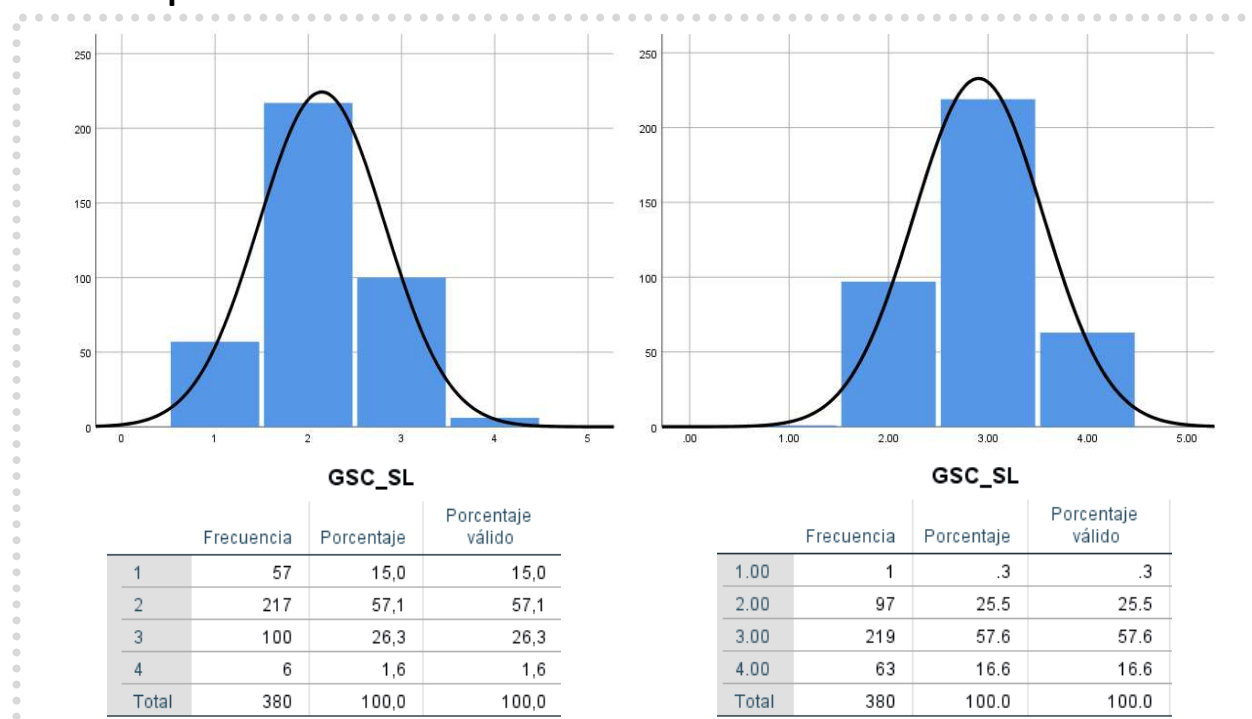 250
200
150
100
50
0
0 1 2 3 4 5
GSC_SL
Frecuencia Porcentaje Porcentaje válido
1 57 15,0 15,0
2 217 57,1 57,1
3 100 26,3 26,3
4 6 1,6 1,6
Total 380 100,0 100,0
250
200
150
100
50
0
.00 1.00 2.00 3.00 4.00 5.00
GSC_SL
Frecuencia Porcentaje Porcentaje válido
1.00 1 .3 .3
2.00 97 25.5 25.5
3.00 219 57.6 57.6
4.00 63 16.6 16.6
Total 380 100.0 100.0